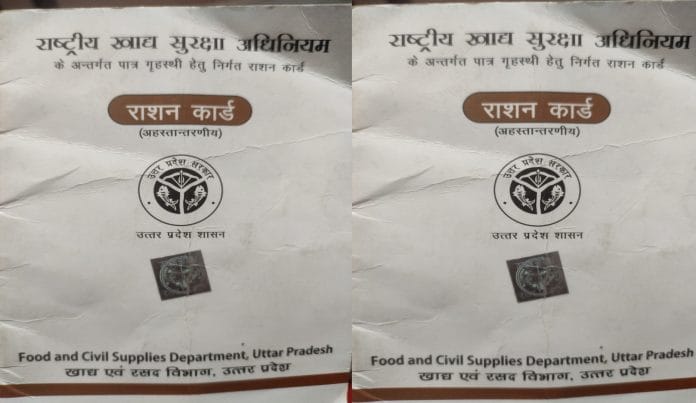 राष्ट्रीय खाद्य सुरक्षा अधिनियम
के अन्तर्गत पात्र गृहस्थी हेतु निर्गत राशन कार्ड
राशन कार्ड
(अहस्तान्तरणीय)
उत्तर प्रदेश सरकार
उत्तर प्रदेश शासन
Food and Civil Supplies Department, Uttar Pradesh
खाद्य एवं रसद विभाग, उत्तर प्रदेश
राष्ट्रीय खाद्य सुरक्षा अधिनियम
के अन्तर्गत पात्र गृहस्थी हेतु निर्गत राशन कार्ड
राशन कार्ड
(अहस्तान्तरणीय)
उत्तर प्रदेश सरकार
उत्तर प्रदेश शासन
Food and Civil Supplies Department, Uttar Pradesh
खाद्य एवं रसद विभाग, उत्तर प्रदेश